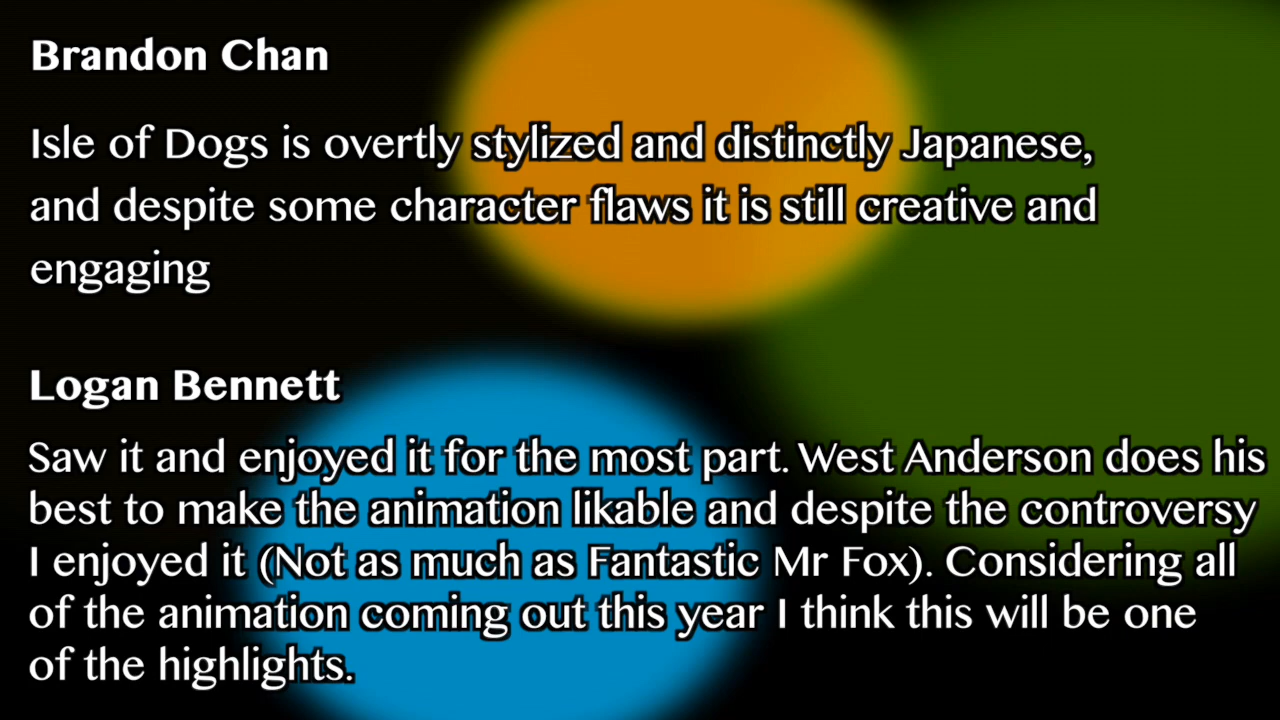 Brandon Chan
Isle of Dogs is overtly stylized and distinctly Japanese,
and despite some character flaws it is still creative and
engaging
Logan Bennett
Saw it and enjoyed it for the most part. West Anderson does his
best to make the animation likable and despite the controversy
I enjoyed it (Not as much as Fantastic Mr Fox). Considering all
of the animation coming out this year I think this will be one
of the highlights.